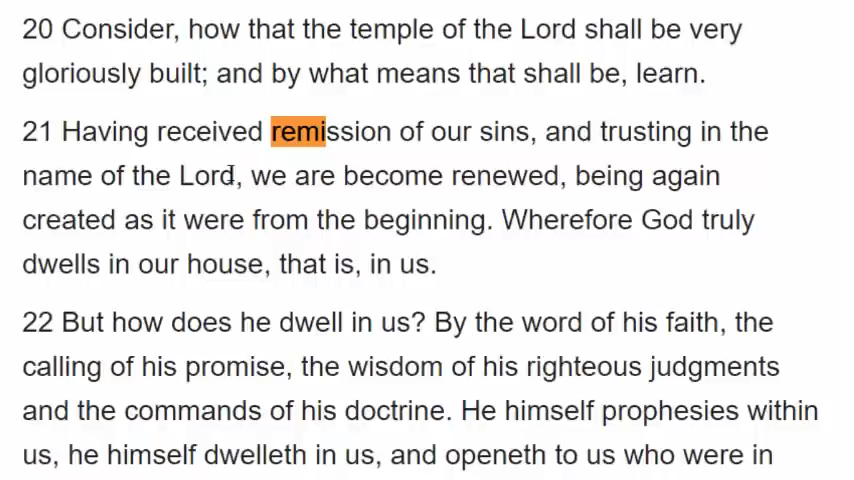 20 Consider, how that the temple of the Lord shall be very
gloriously built; and by what means that shall be, learn.
21 Having received remission of our sins, and trusting in the
name of the Lord, we are become renewed, being again
created as it were from the beginning. Wherefore God truly
dwells in our house, that is, in us.
22 But how does he dwell in us? By the word of his faith, the
calling of his promise, the wisdom of his righteous judgments
and the commands of his doctrine. He himself prophesies within
us, he himself dwelleth in us, and openeth to us who were in